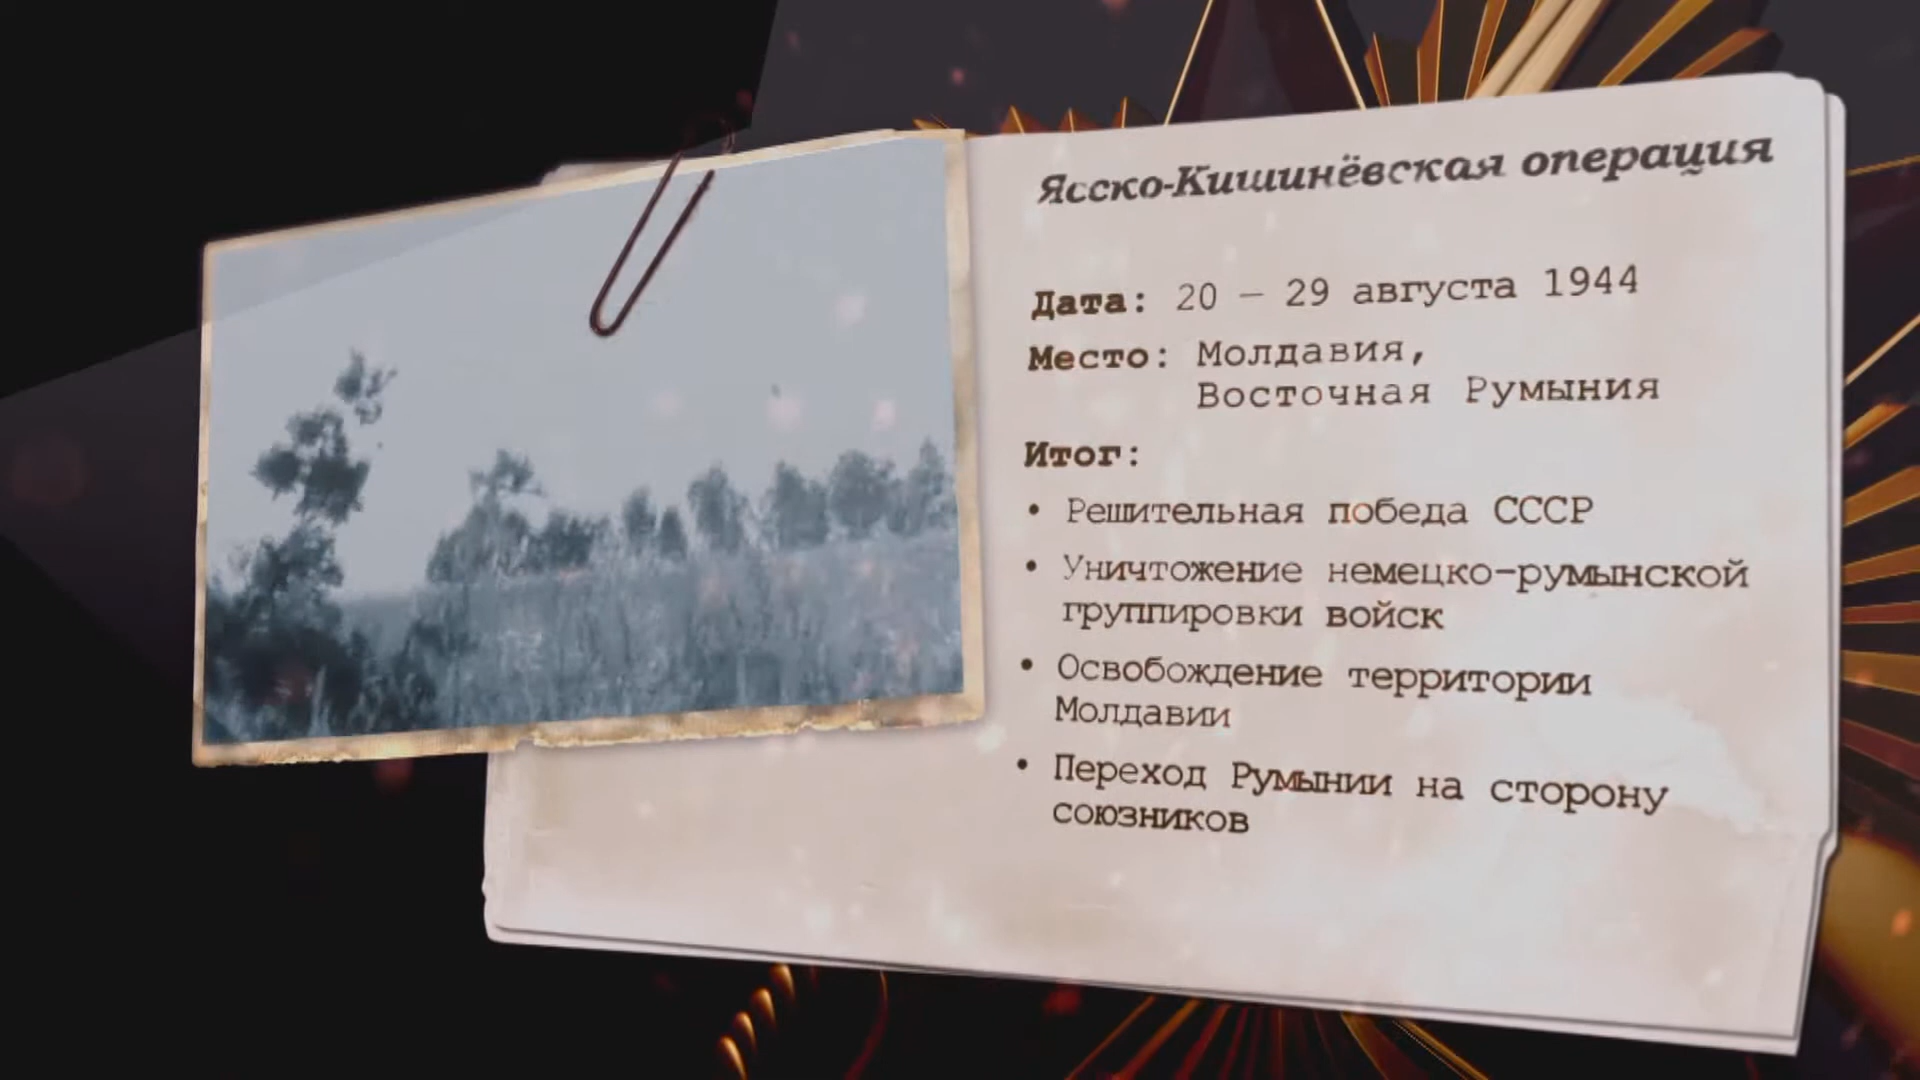 Ясско-Кишинёвская операция
Дата: 20 – 29 августа 1944
Место: Молдавия,
Восточная Румыния
Итог:
• Решительная победа СССР
• Уничтожение немецко-румынской
группировки войск
• Освобождение территории
Молдавии
• Переход Румынии на сторону
союзников